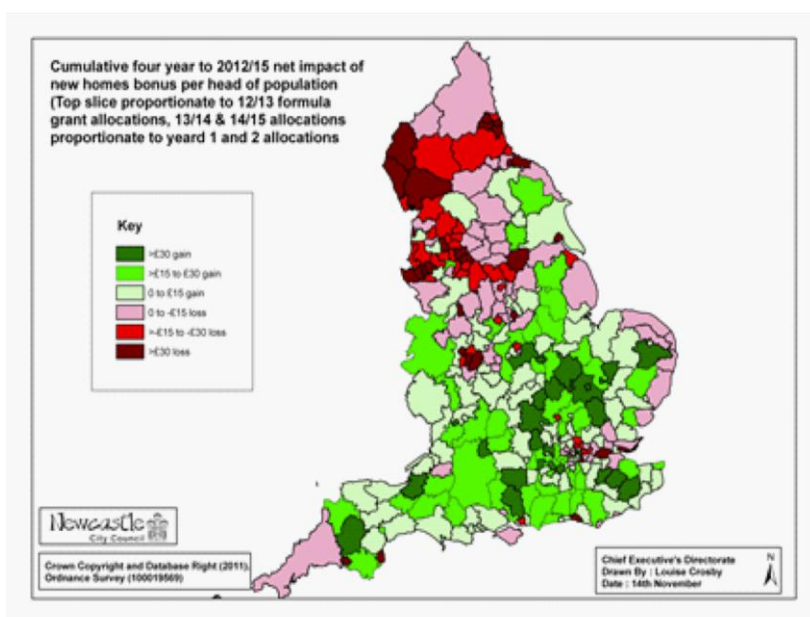 Cumulative four year to 2012/15 net impact of
new homes bonus per head of population
(Top slice proportionate to 12/13 formula
grant allocations, 13/14 & 14/15 allocations
proportionate to yeard 1 and 2 allocations
Key
>£30 gain
>£15 to £30 gain
0 to £15 gain
0 to -£15 loss
>-£15 to -£30 loss
>£30 loss
Newcastle
City Council
Crown Copyright and Database Right (2011).
Ordnance Survey (100019569)
Chief Executive's Directorate
Drawn By : Louise Crosby
Date : 14th November
N